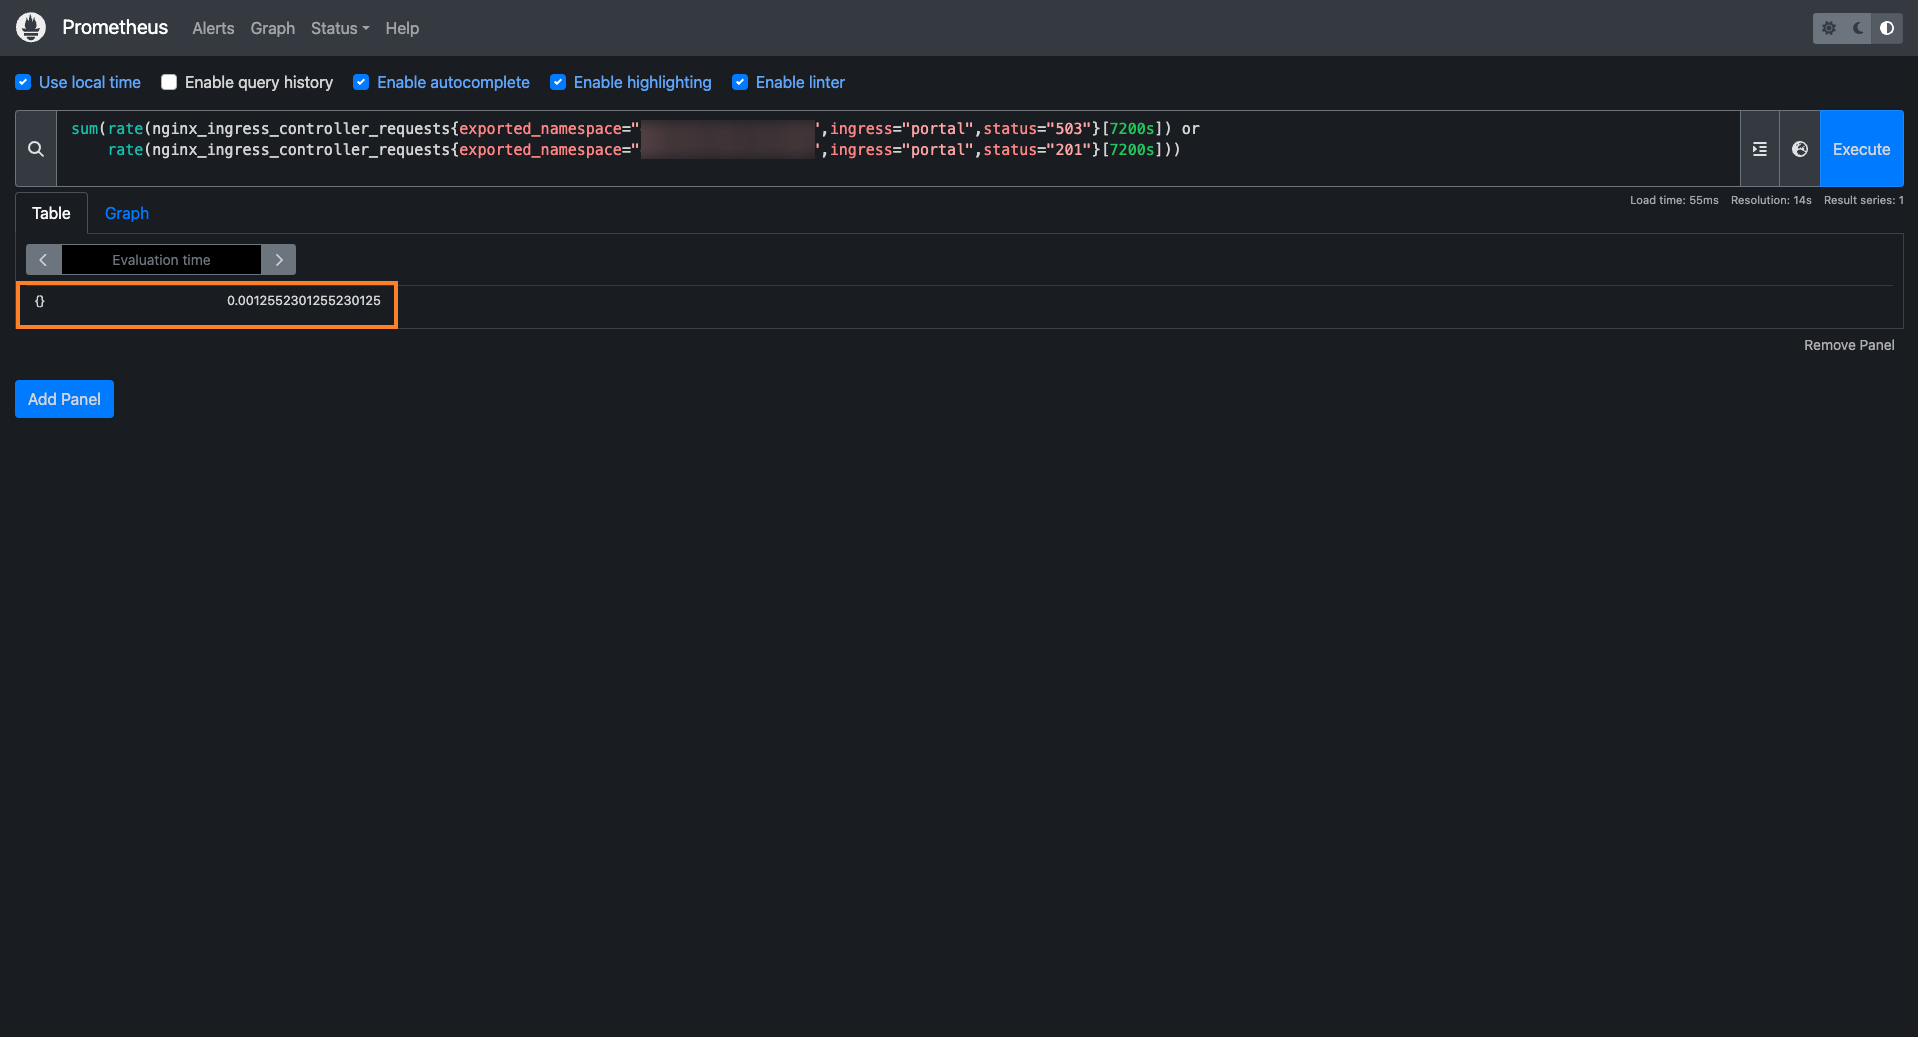 Prometheus Alerts Graph Status Help
Use local time Enable query history Enable autocomplete Enable highlighting Enable linter
sum(rate(nginx_ingress_controller_requests{exported_namespace="",ingress="portal",status="503"}[7200s]) or
rate(nginx_ingress_controller_requests{exported_namespace="",ingress="portal",status="201"}[7200s]))
Execute
Load time: 55ms Resolution: 14s Result series: 1
Table Graph
Evaluation time
{} 0.0012552301255230125
Remove Panel
Add Panel